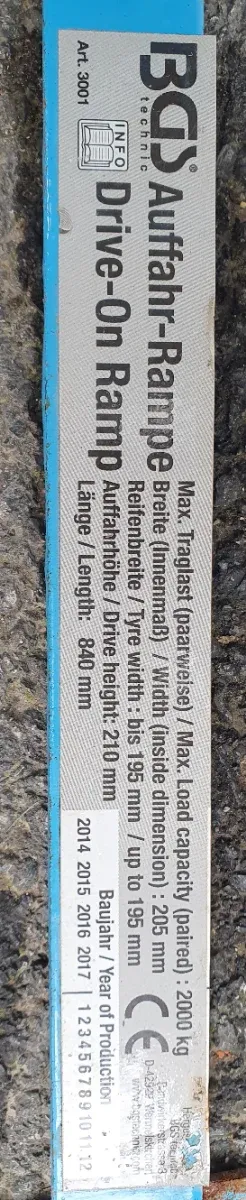 BGS®
technic
Art. 3001
INFO
Auffahr-Rampe
Drive-On Ramp
Max. Traglast (paarweise) / Max. Load capacity (paired) : 2000 kg
Breite (Innenmaß) / Width (inside dimension) : 205 mm
Reifenbreite / Tyre width : bis 195 mm / up to 195 mm
Auffahrhöhe / Drive height: 210 mm
Länge / Length: 840 mm
Baujahr / Year of Production
2014 2015 2016 2017 | 1 2 3 4 5 6 7 8 9 10 11 12
CE